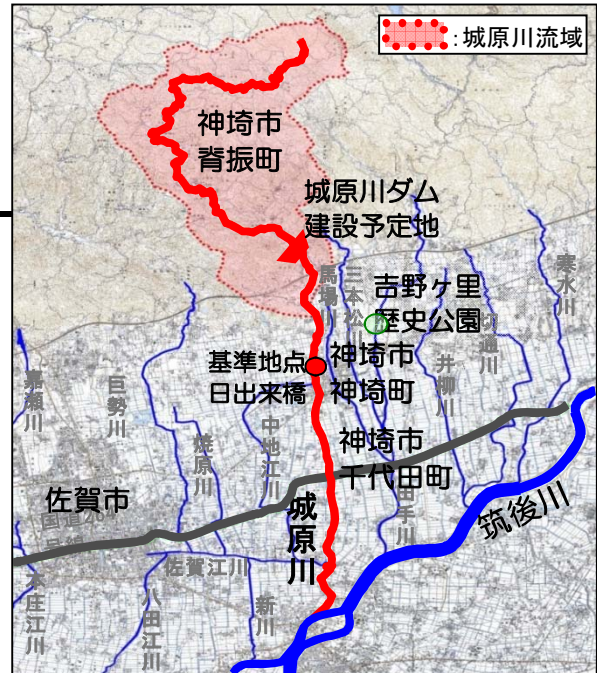 ：城原川流域
神埼市
脊振町
城原川ダム
建設予定地
吉野ヶ里
歴史公園
馬場川
三本松川
切通川
寒水川
井柳川
基準地点
日出来橋
神埼市
神埼町
嘉瀬川
巨勢川
焼原川
中地江川
神埼市
千代田町
佐賀市
田手川
城原川
筑後川
佐賀江川
本庄江川
八田江川
新川